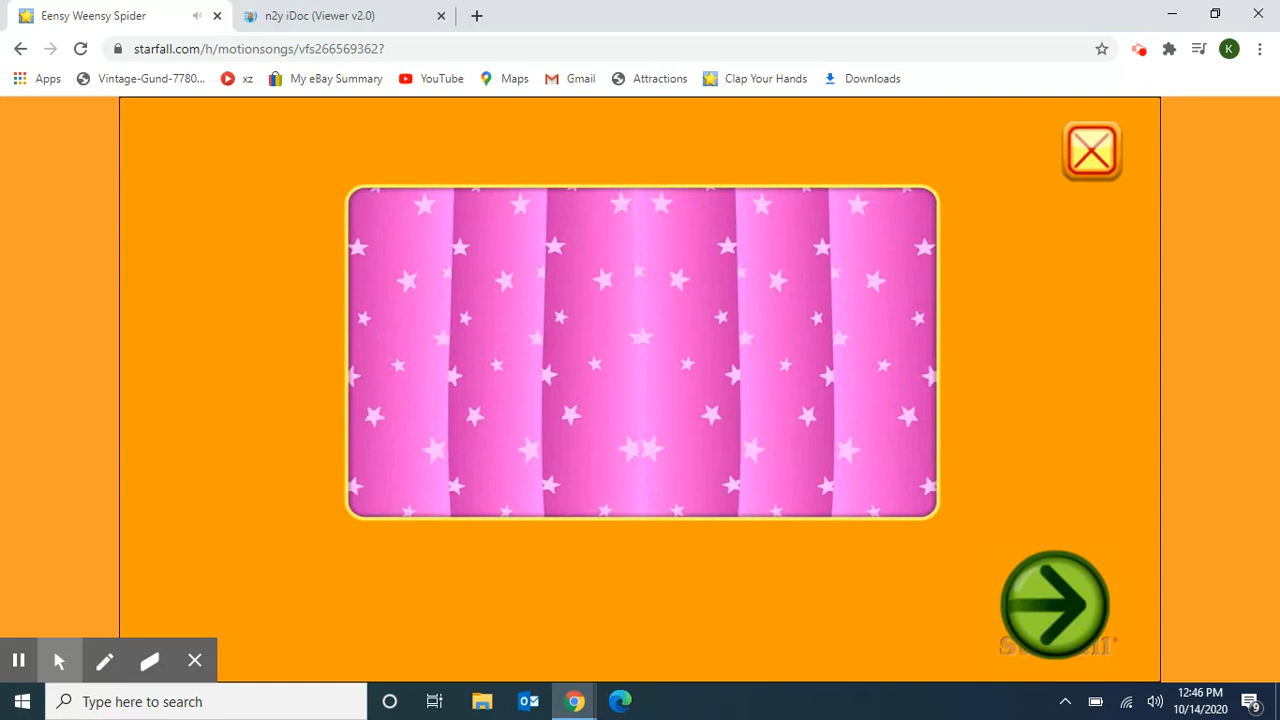 Eensy Weensy Spider
n2y iDoc (Viewer v2.0)
starfall.com/h/motionsongs/vfs266569362?
K
Apps
Vintage-Gund-7780...
xz
My eBay Summary
YouTube
Maps
Gmail
Attractions
Clap Your Hands
Downloads
Type here to search
12:46 PM
10/14/2020
9